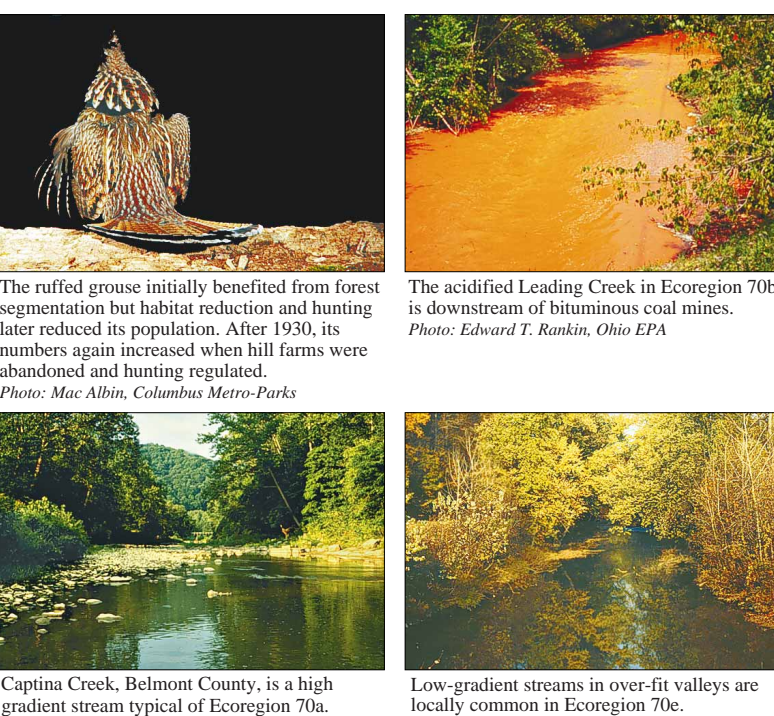 The ruffed grouse initially benefited from forest
segmentation but habitat reduction and hunting
later reduced its population. After 1930, its
numbers again increased when hill farms were
abandoned and hunting regulated.
Photo: Mac Albin, Columbus Metro-Parks
The acidified Leading Creek in Ecoregion 70b
is downstream of bituminous coal mines.
Photo: Edward T. Rankin, Ohio EPA
Captina Creek, Belmont County, is a high
gradient stream typical of Ecoregion 70a.
Low-gradient streams in over-fit valleys are
locally common in Ecoregion 70e.